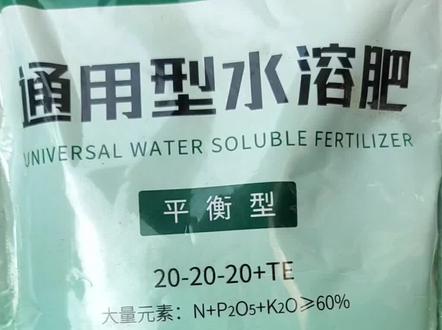 通用型水溶肥
UNIVERSAL WATER SOLUBLE FERTILIZER
平衡型
20-20-20+TE
大量元素：N+P₂O₅+K₂O≥60%